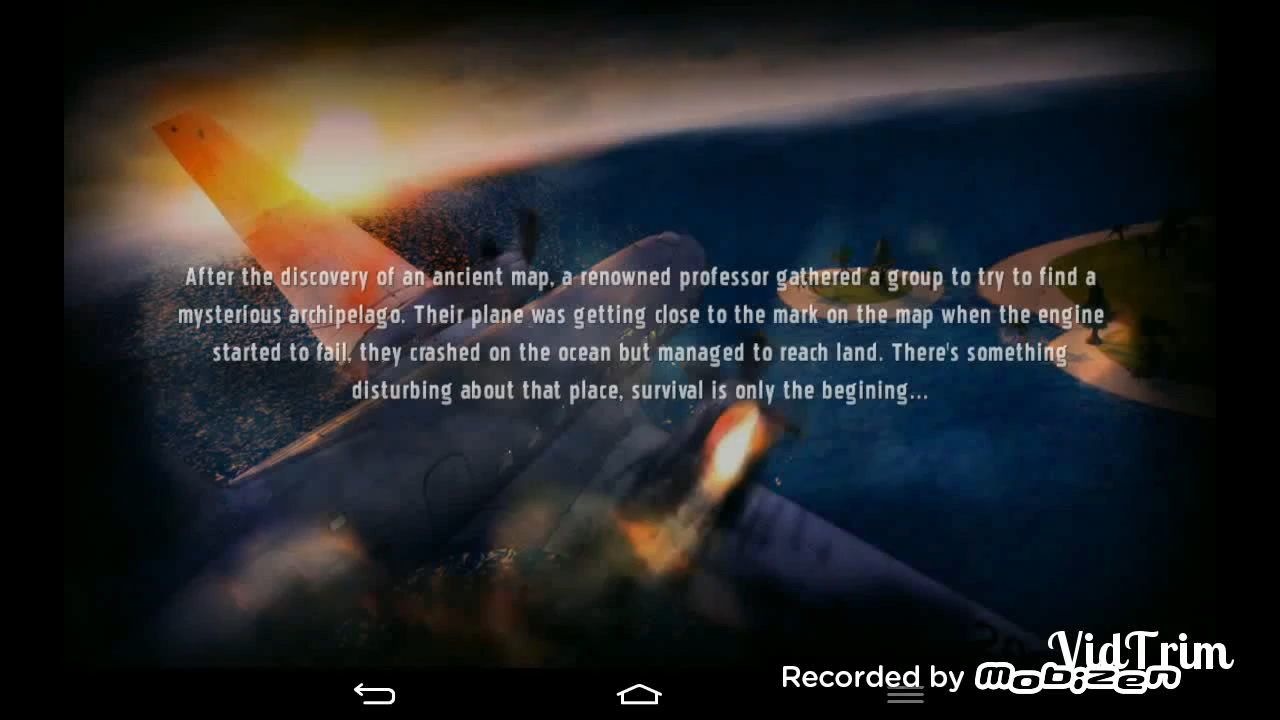 After the discovery of an ancient map, a renowned professor gathered a group to try to find a
mysterious archipelago. Their plane was getting close to the mark on the map when the engine
started to fail, they crashed on the ocean but managed to reach land. There's something
disturbing about that place, survival is only the begining...
VidTrim
Recorded by mobizen